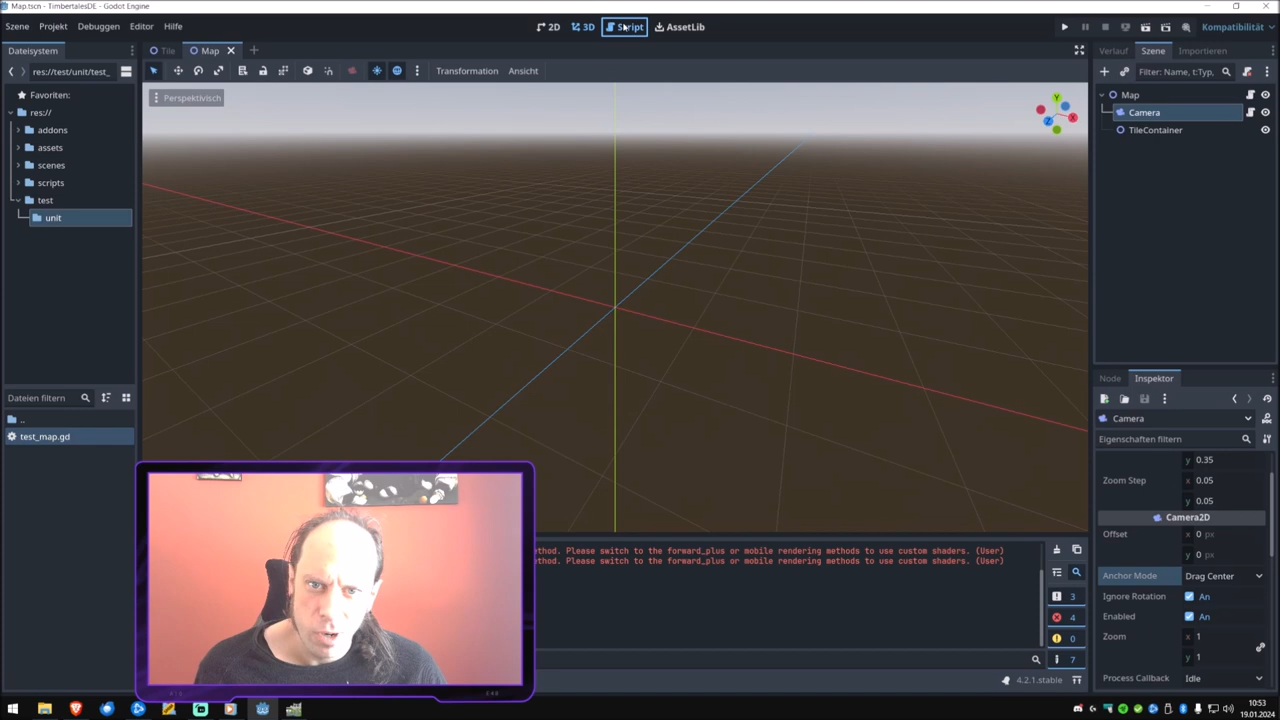 Map.tscn - TimbertalesDE - Godot Engine
Szene Projekt Debuggen Editor Hilfe
2D 3D Script AssetLib
Kompatibilität
Dateisystem
Tile Map
Verlauf Szene Importieren
res://test/unit/test_
Transformation Ansicht
Filter: Name, t:Typ,
Favoriten:
res://
addons
assets
scenes
scripts
test
unit
Perspektivisch
Y
X
Z
Map
Camera
TileContainer
Dateien filtern
..
test_map.gd
Node Inspektor
Camera
Eigenschaften filtern
y 0.35
Zoom Step x 0.05
y 0.05
Camera2D
Offset x 0 px
y 0 px
Anchor Mode Drag Center
Ignore Rotation An
Enabled An
Zoom x 1
y 1
Process Callback Idle
ethod. Please switch to the forward_plus or mobile rendering methods to use custom shaders. (User)
ethod. Please switch to the forward_plus or mobile rendering methods to use custom shaders. (User)
3
4
0
7
4.2.1.stable
10:53
19.01.2024